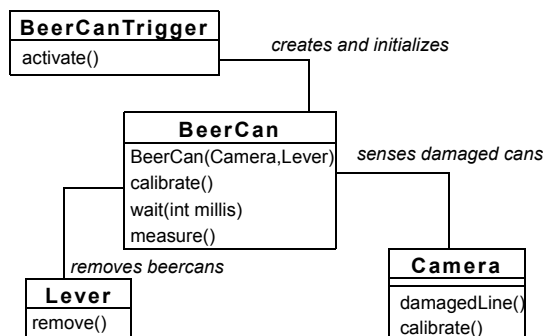 BeerCanTrigger
activate()
creates and initializes
BeerCan
BeerCan(Camera,Lever)
calibrate()
wait(int millis)
measure()
senses damaged cans
removes beercans
Lever
remove()
Camera
damagedLine()
calibrate()